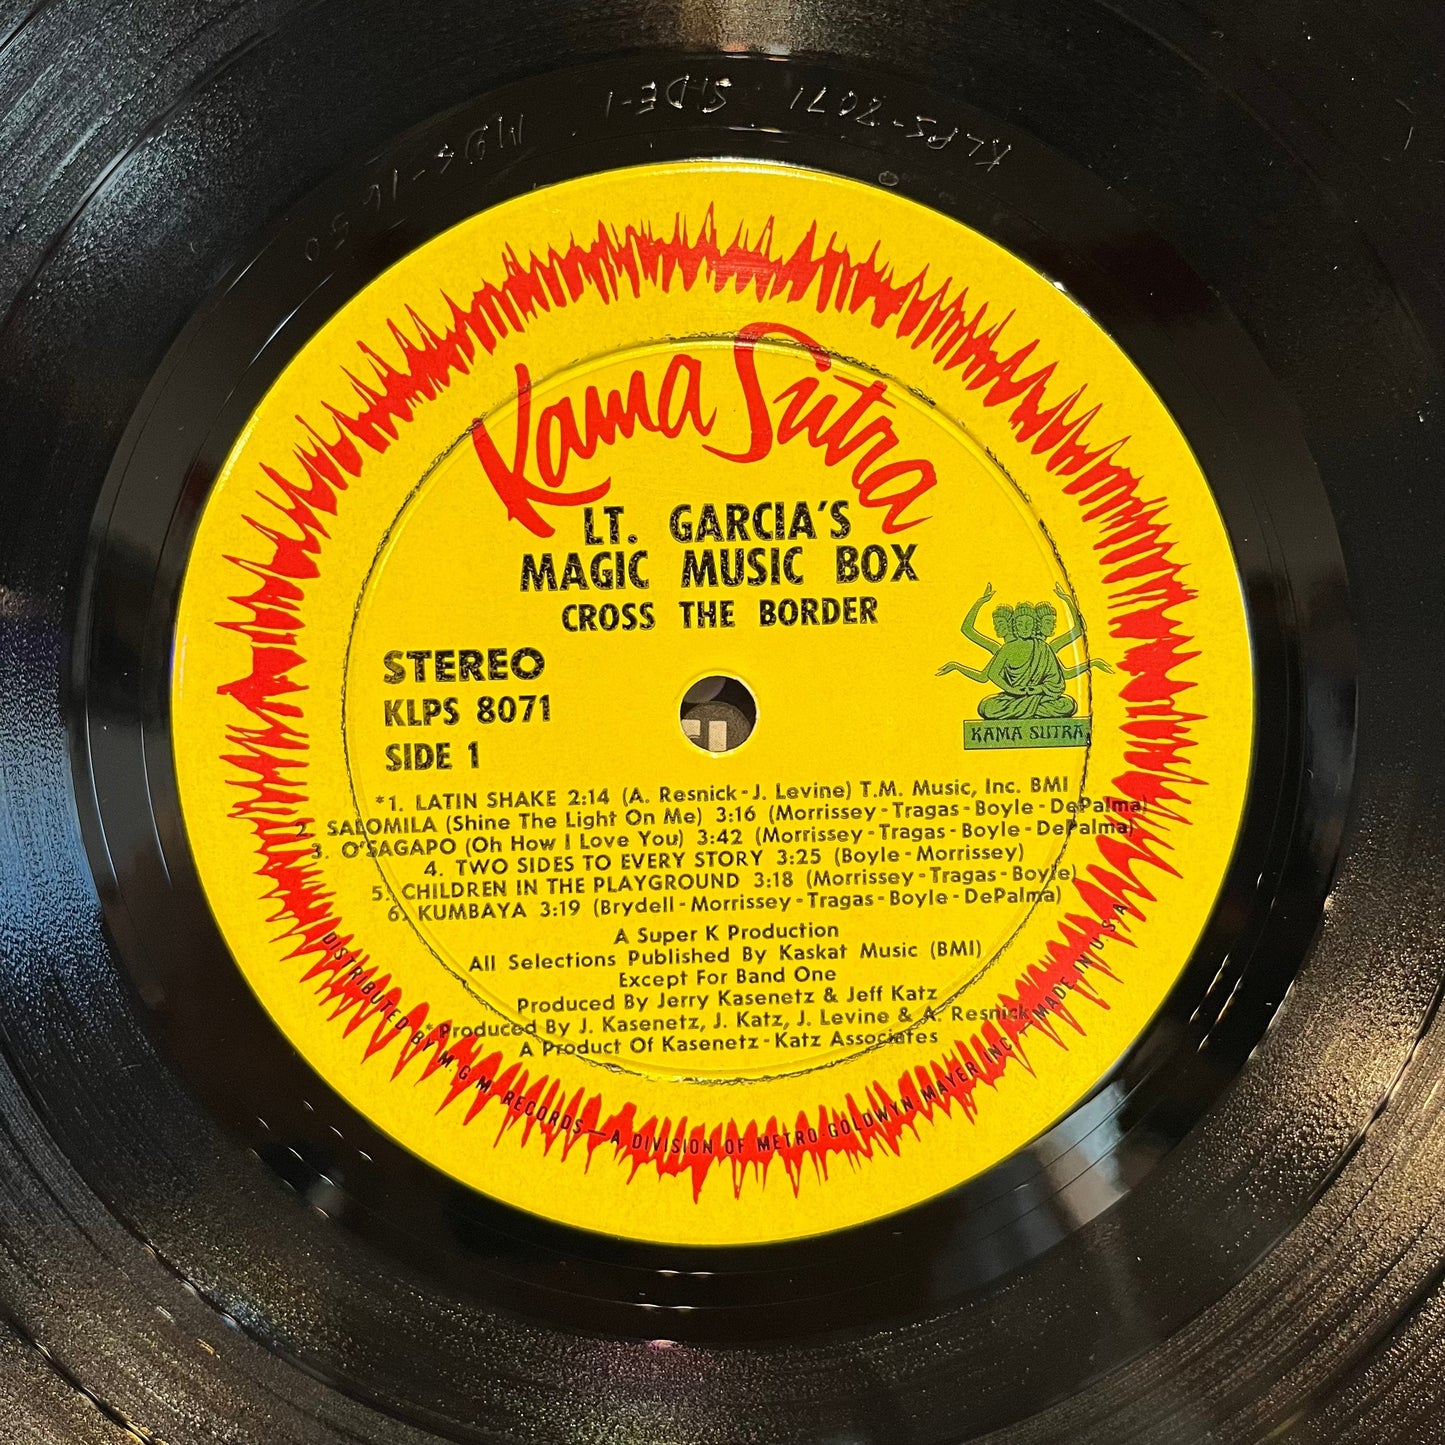 KLPS-8071 SIDE-1 MGS-1650
Kama Sutra
LT. GARCIA'S
MAGIC MUSIC BOX
CROSS THE BORDER
STEREO
KLPS 8071
SIDE 1
KAMA SUTRA
*1. LATIN SHAKE 2:14 (A. Resnick-J. Levine) T.M. Music, Inc. BMI
2. SALOMILA (Shine The Light On Me) 3:16 (Morrissey-Tragas-Boyle-DePalma)
3. O'SAGAPO (Oh How I Love You) 3:42 (Morrissey-Tragas-Boyle-DePalma)
4. TWO SIDES TO EVERY STORY 3:25 (Boyle-Morrissey)
5. CHILDREN IN THE PLAYGROUND 3:18 (Morrissey-Tragas-Boyle)
6. KUMBAYA 3:19 (Brydell-Morrissey-Tragas-Boyle-DePalma)
A Super K Production
All Selections Published By Kaskat Music (BMI)
Except For Band One
Produced By Jerry Kasenetz & Jeff Katz
*Produced By J. Kasenetz, J. Katz, J. Levine & A. Resnick
A Product Of Kasenetz-Katz Associates
DISTRIBUTED BY M.G.M. RECORDS—A DIVISION OF METRO-GOLDWYN-MAYER INC.—MADE IN U.S.A.